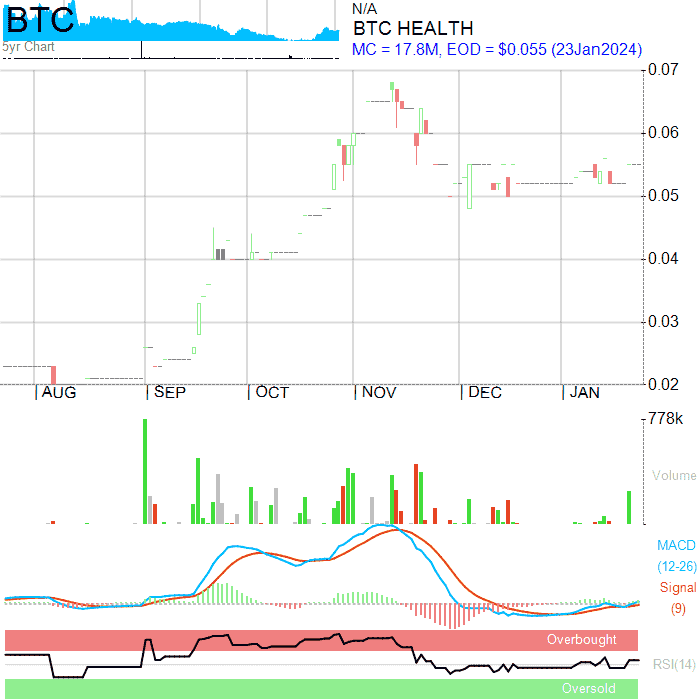 BTC
N/A
BTC HEALTH
5yr Chart
MC = 17.8M, EOD = $0.055 (23Jan2024)
0.07
0.06
0.05
0.04
0.03
0.02
AUG
SEP
OCT
NOV
DEC
JAN
778k
Volume
MACD
(12-26)
Signal
(9)
Overbought
RSI(14)
Oversold